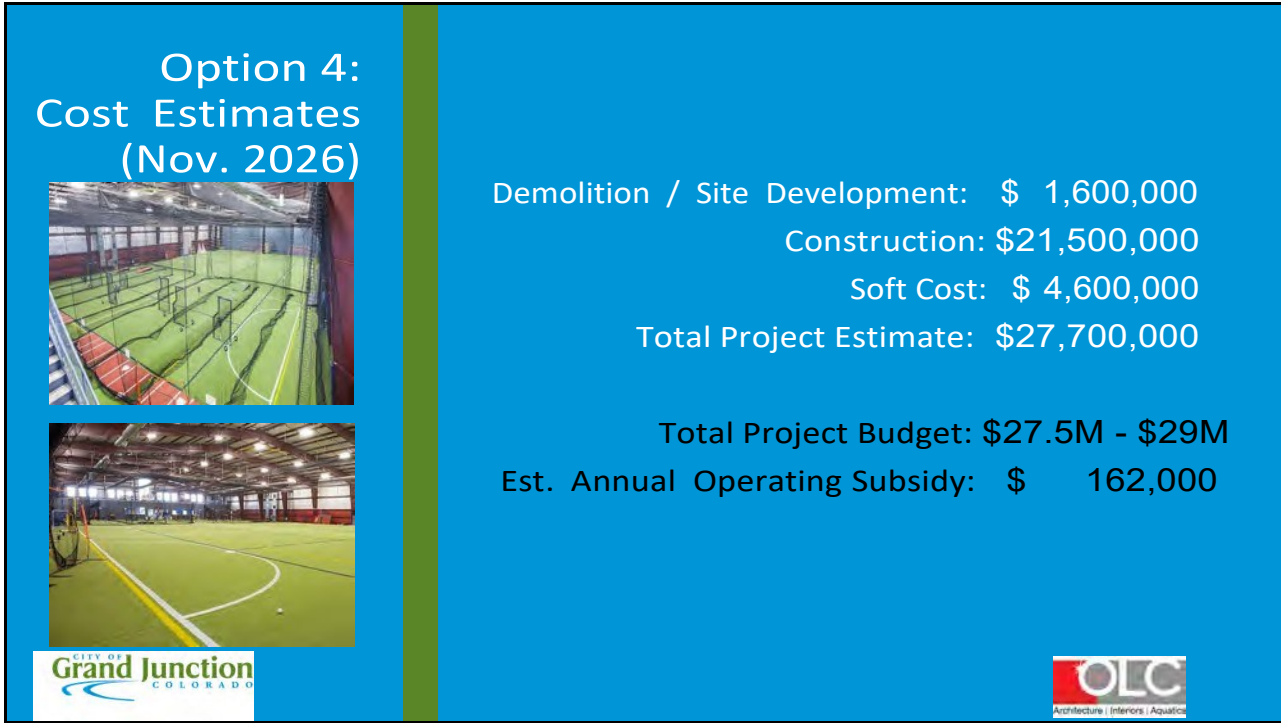 Option 4:
Cost Estimates
(Nov. 2026)
Demolition / Site Development: $ 1,600,000
Construction: $21,500,000
Soft Cost: $ 4,600,000
Total Project Estimate: $27,700,000
Total Project Budget: $27.5M - $29M
Est. Annual Operating Subsidy: $ 162,000
CITY OF
Grand Junction
COLORADO
OLC
Architecture | Interiors | Aquatics